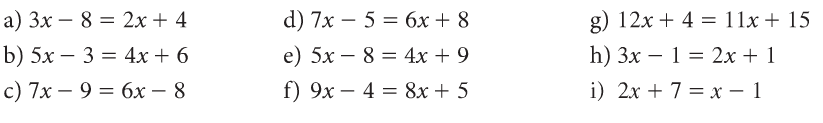 a) 3x − 8 = 2x + 4
b) 5x − 3 = 4x + 6
c) 7x − 9 = 6x − 8
d) 7x − 5 = 6x + 8
e) 5x − 8 = 4x + 9
f) 9x − 4 = 8x + 5
g) 12x + 4 = 11x + 15
h) 3x − 1 = 2x + 1
i) 2x + 7 = x − 1